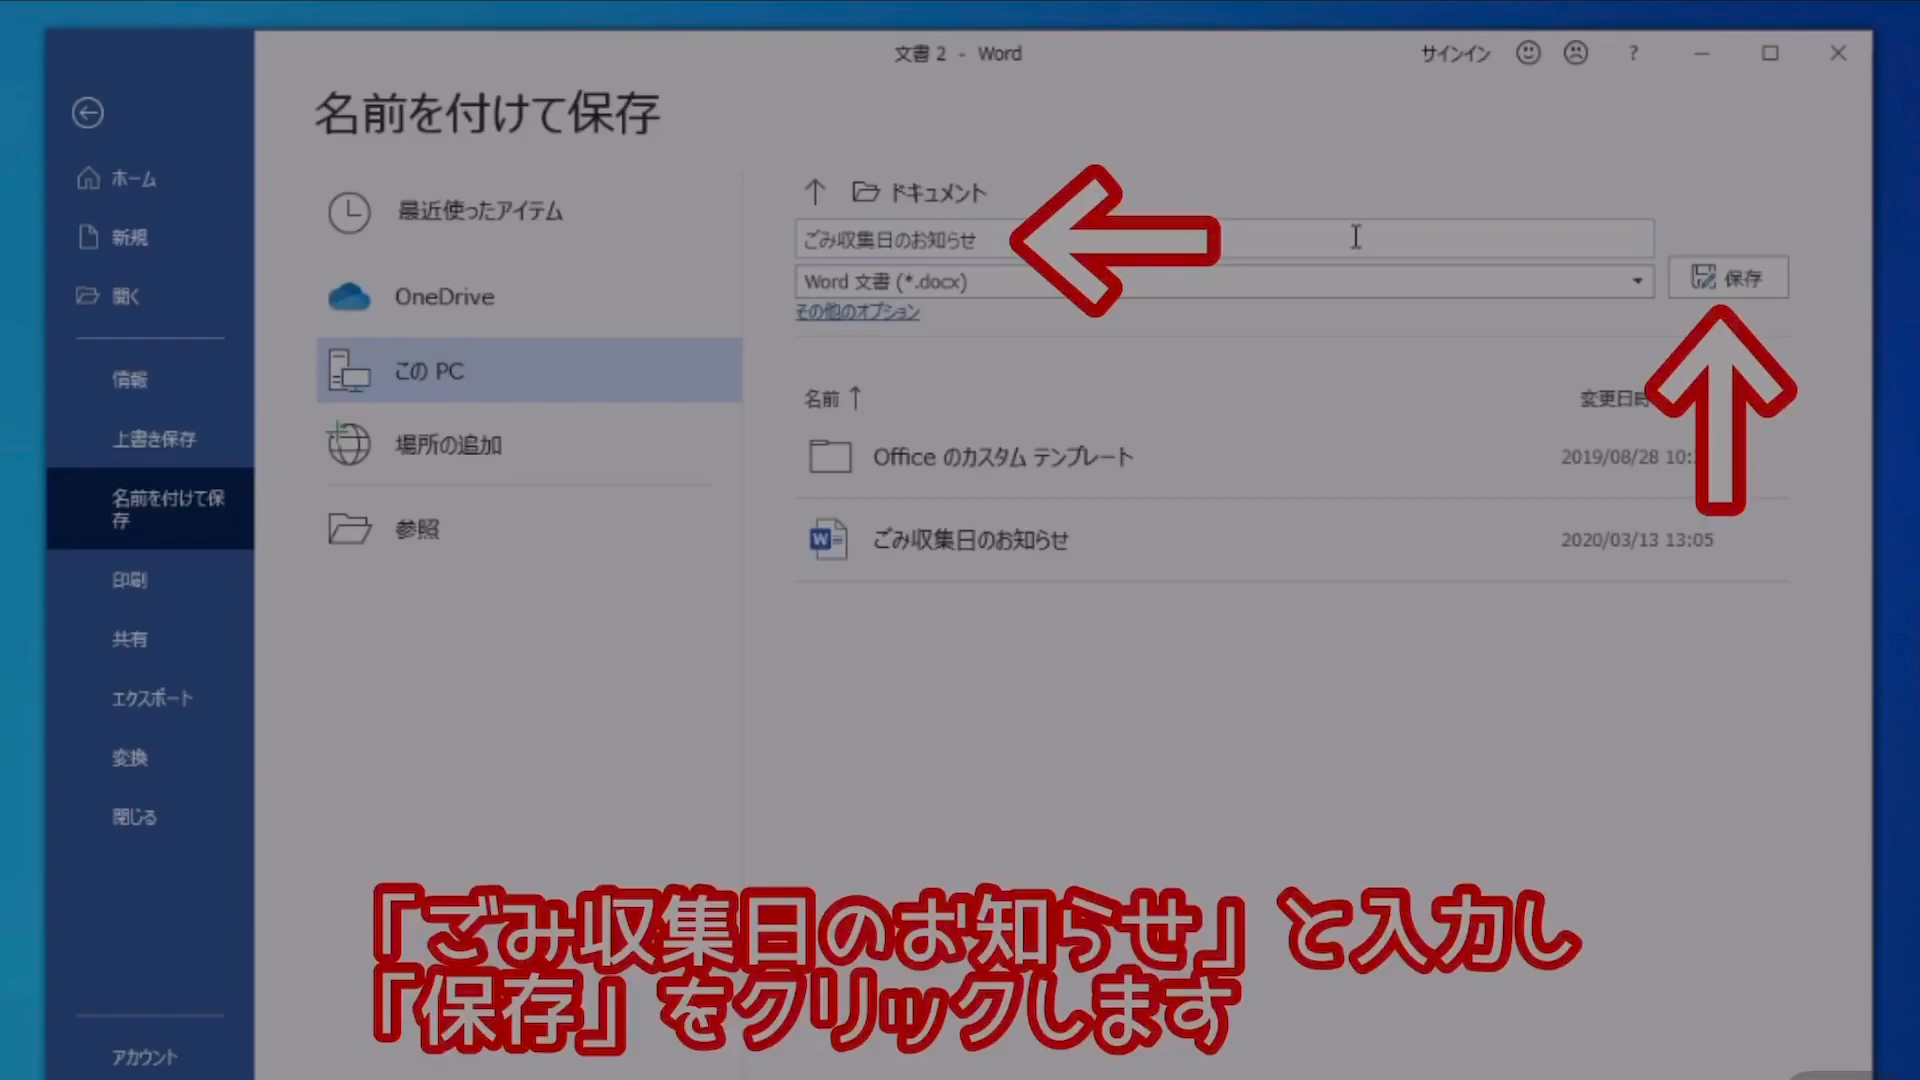 文書 2 - Word
サインイン
?
名前を付けて保存
ホーム
新規
開く
情報
上書き保存
名前を付けて保
存
印刷
共有
エクスポート
変換
閉じる
アカウント
最近使ったアイテム
OneDrive
この PC
場所の追加
参照
ドキュメント
ごみ収集日のお知らせ
Word 文書 (*.docx)
保存
その他のオプション
名前 ↑
変更日時
Office のカスタム テンプレート
2019/08/28 10:
ごみ収集日のお知らせ
2020/03/13 13:05
「ごみ収集日のお知らせ」と入力し
「保存」をクリックします